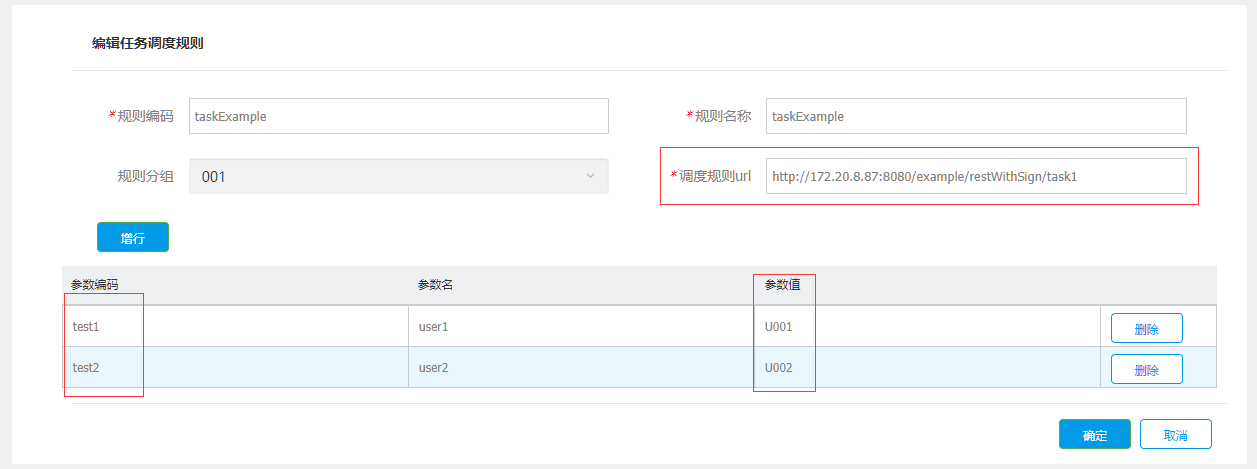 编辑任务调度规则
*规则编码 taskExample *规则名称 taskExample
规则分组 001 *调度规则url http://172.20.8.87:8080/example/restWithSign/task1
增行
参数编码 参数名 参数值
test1 user1 U001 删除
test2 user2 U002 删除
确定 取消